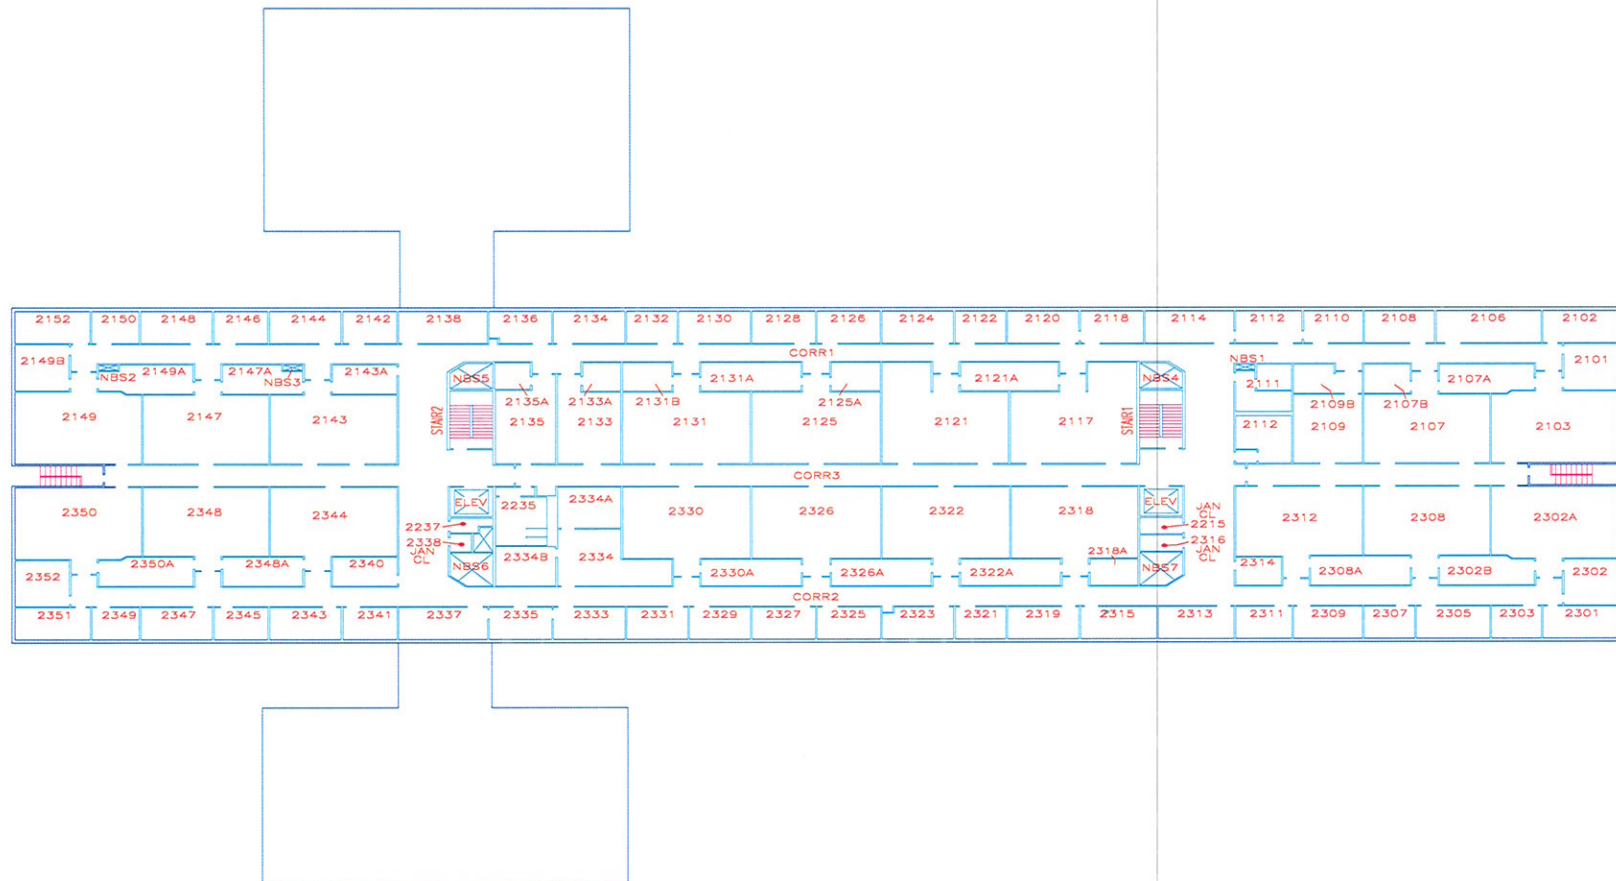 2152 2150 2148 2146 2144 2142 2138 2136 2134 2132 2130 2128 2126 2124 2122 2120 2118 2114 2112 2110 2108 2106 2102
CORR1
2149B 2101
NBS2 2149A 2147A NBS3 2143A NBS5 2131A 2121A NBS4 NBS1 2111 2107A
2135A 2133A 2131B 2125A 2109B 2107B
2149 2147 2143 STAIR2 2135 2133 2131 2125 2121 2117 STAIR1 2112 2109 2107 2103
CORR3
2350 2348 2344 ELEV 2235 2334A 2330 2326 2322 2318 ELEV 2312 2308 2302A
JAN
CL
2237 2215
2338 2316
JAN
CL
JAN
CL
2334B 2334 2318A
2352 2350A 2348A 2340 NBS6 2330A 2326A 2322A NBS7 2314 2308A 2302B 2302
CORR2
2351 2349 2347 2345 2343 2341 2337 2335 2333 2331 2329 2327 2325 2323 2321 2319 2315 2313 2311 2309 2307 2305 2303 2301